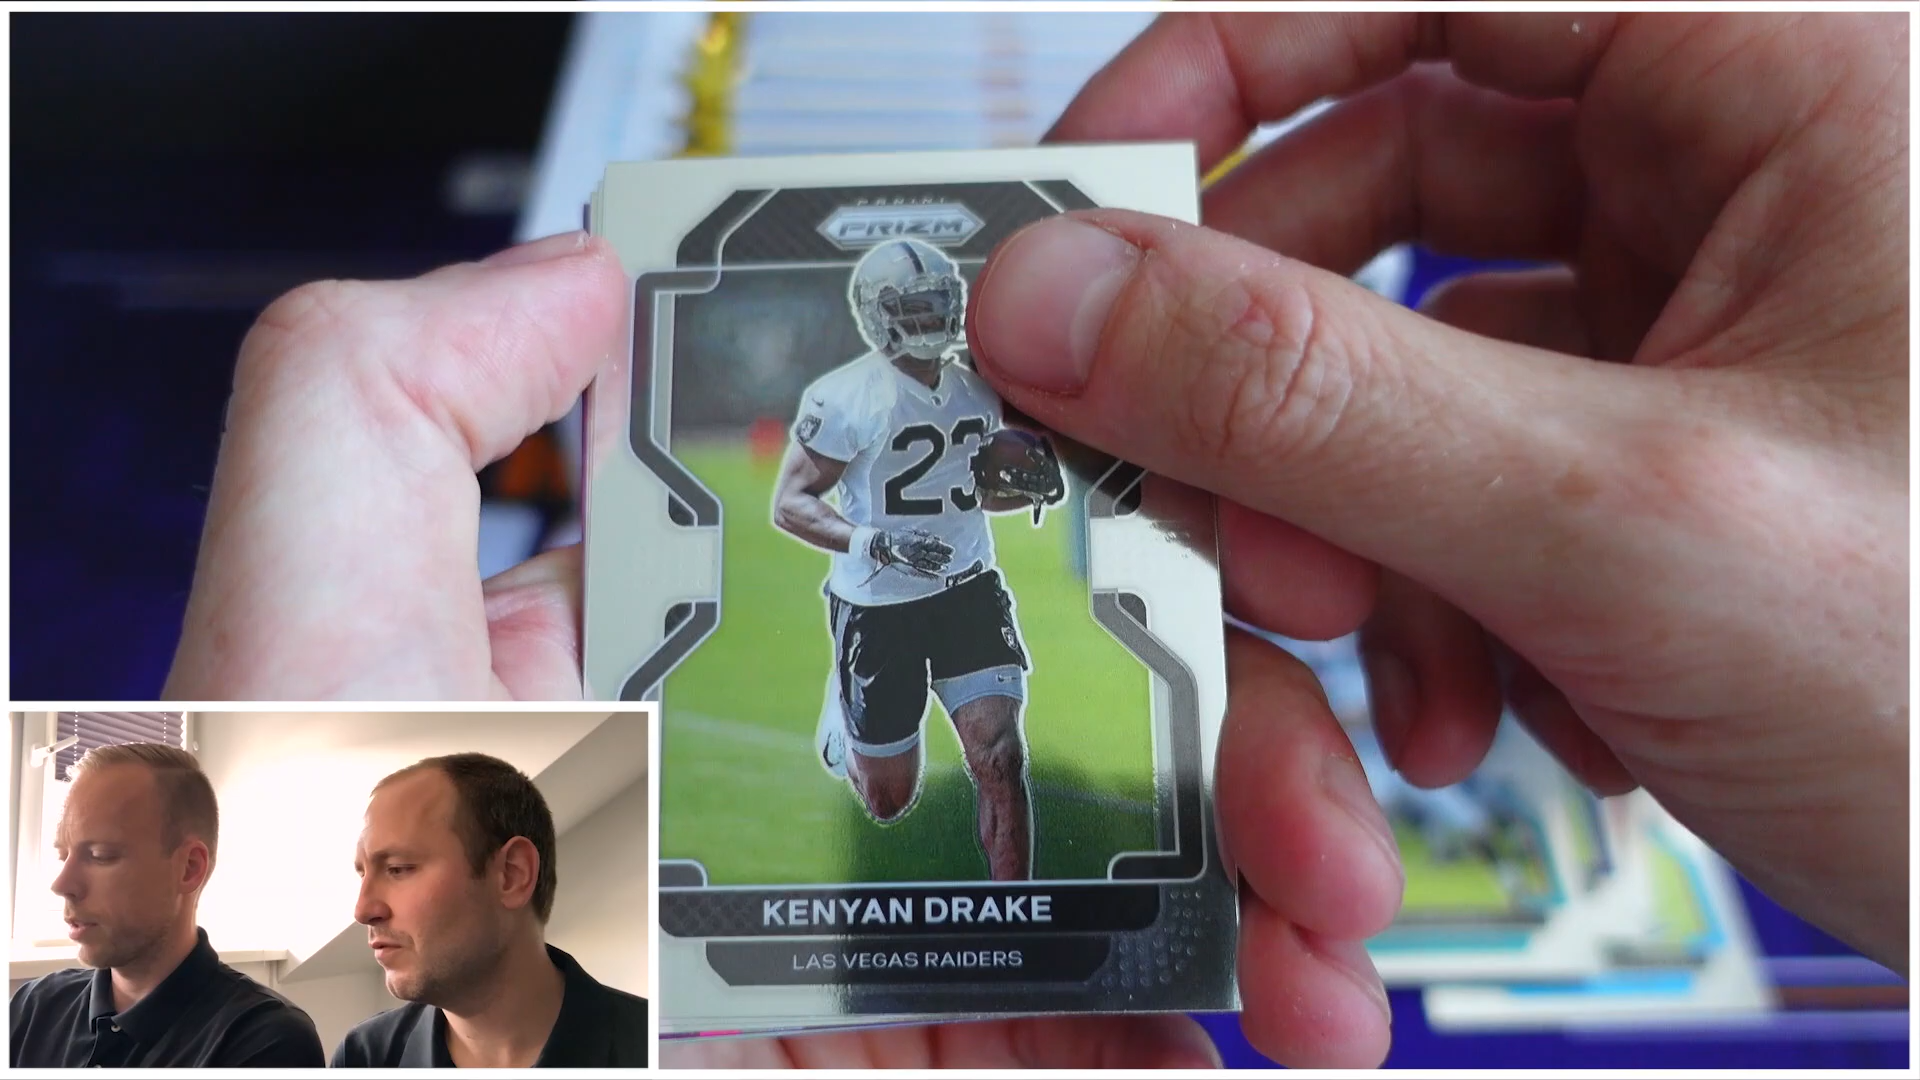 PANINI
PRIZM
23
KENYAN DRAKE
LAS VEGAS RAIDERS